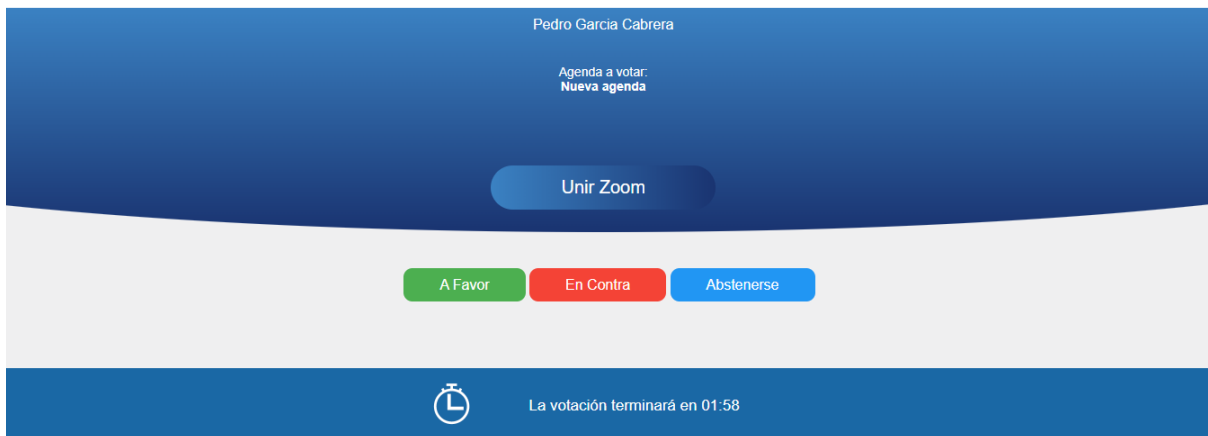 Pedro Garcia Cabrera
Agenda a votar:
Nueva agenda
Unir Zoom
A Favor En Contra Abstenerse
La votación terminará en 01:58